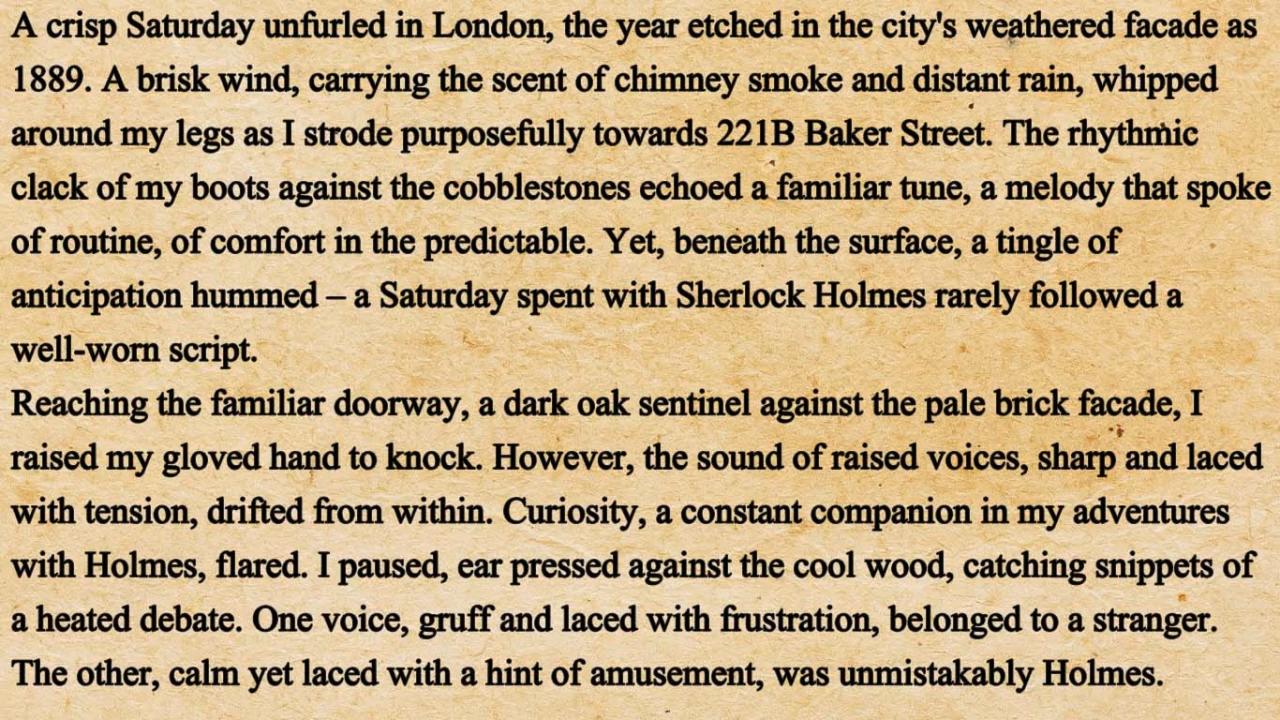 A crisp Saturday unfurled in London, the year etched in the city's weathered facade as
1889. A brisk wind, carrying the scent of chimney smoke and distant rain, whipped
around my legs as I strode purposefully towards 221B Baker Street. The rhythmic
clack of my boots against the cobblestones echoed a familiar tune, a melody that spoke
of routine, of comfort in the predictable. Yet, beneath the surface, a tingle of
anticipation hummed – a Saturday spent with Sherlock Holmes rarely followed a
well-worn script.
Reaching the familiar doorway, a dark oak sentinel against the pale brick facade, I
raised my gloved hand to knock. However, the sound of raised voices, sharp and laced
with tension, drifted from within. Curiosity, a constant companion in my adventures
with Holmes, flared. I paused, ear pressed against the cool wood, catching snippets of
a heated debate. One voice, gruff and laced with frustration, belonged to a stranger.
The other, calm yet laced with a hint of amusement, was unmistakably Holmes.